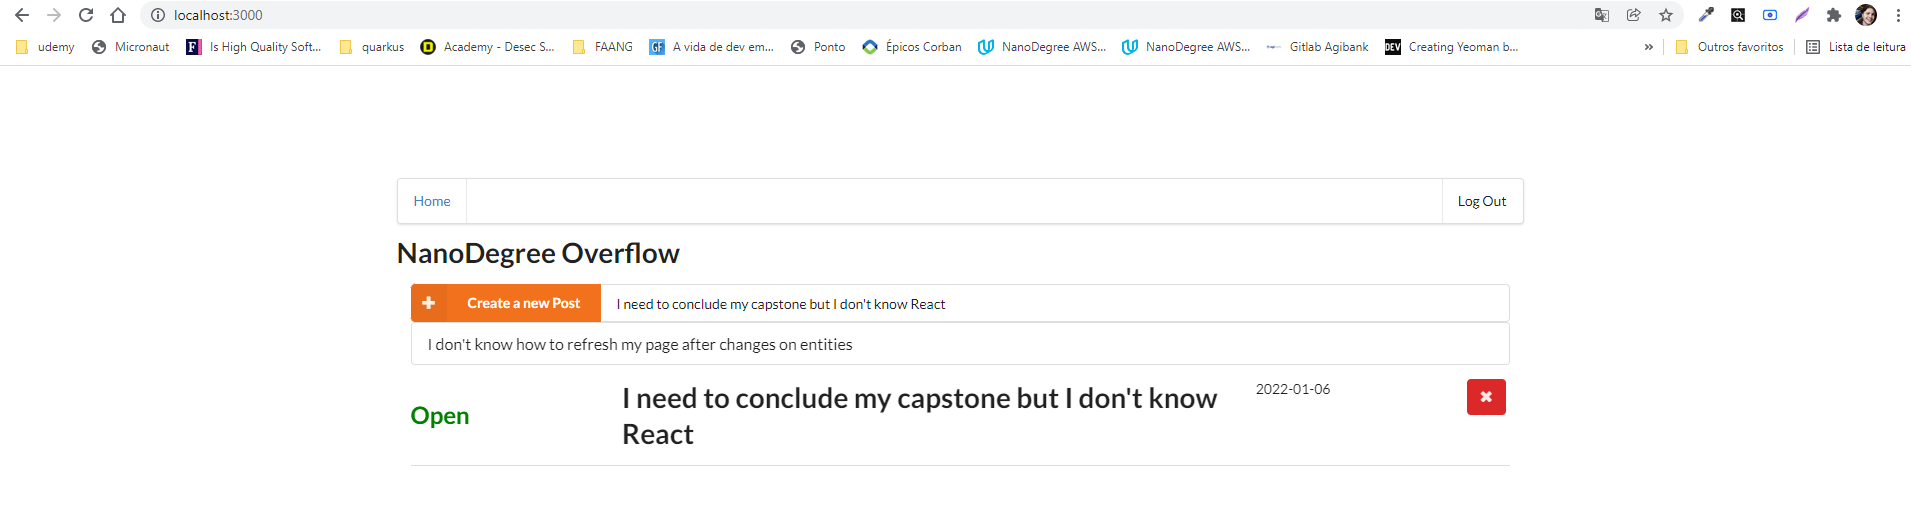 localhost:3000
udemy Micronaut Is High Quality Soft... quarkus Academy - Desec S... FAANG A vida de dev em... Ponto Épicos Corban NanoDegree AWS... NanoDegree AWS... Gitlab Agibank Creating Yeoman b... » Outros favoritos Lista de leitura
Home Log Out
NanoDegree Overflow
Create a new Post I need to conclude my capstone but I don't know React
I don't know how to refresh my page after changes on entities
Open I need to conclude my capstone but I don't know 2022-01-06
React